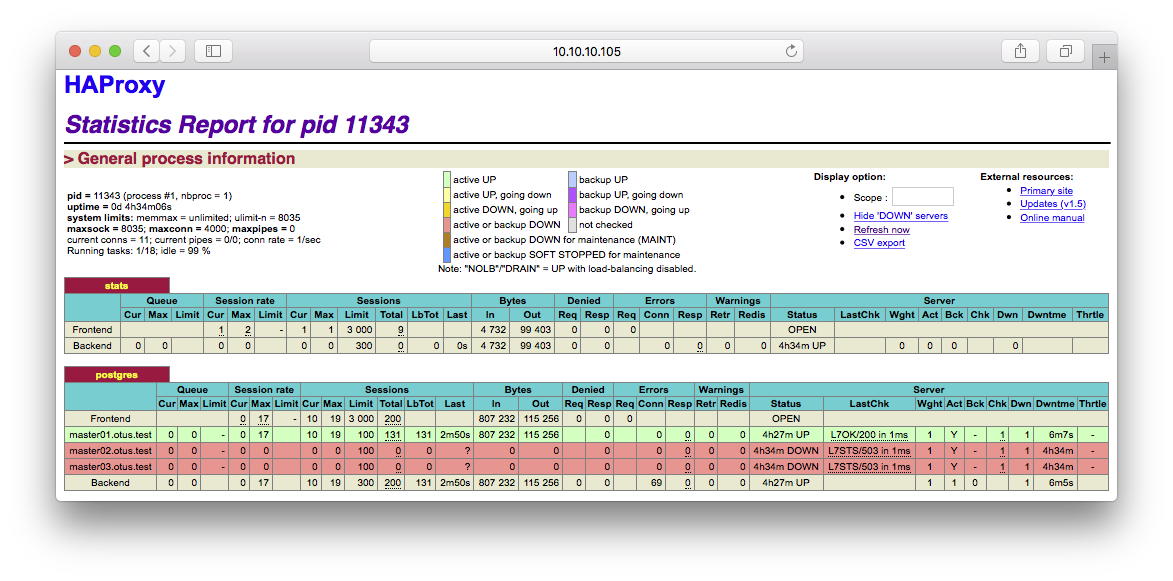 10.10.10.105
HAProxy
Statistics Report for pid 11343
> General process information
pid = 11343 (process #1, nbproc = 1)
uptime = 0d 4h34m06s
system limits: memmax = unlimited; ulimit-n = 8035
maxsock = 8035; maxconn = 4000; maxpipes = 0
current conns = 11; current pipes = 0/0; conn rate = 1/sec
Running tasks: 1/18; idle = 99 %
active UP backup UP
active UP, going down backup UP, going down
active DOWN, going up backup DOWN, going up
active or backup DOWN not checked
active or backup DOWN for maintenance (MAINT)
active or backup SOFT STOPPED for maintenance
Note: "NOLB"/"DRAIN" = UP with load-balancing disabled.
Display option:
• Scope :
• Hide 'DOWN' servers
• Refresh now
• CSV export
External resources:
• Primary site
• Updates (v1.5)
• Online manual
stats
Queue Session rate Sessions Bytes Denied Errors Warnings Server
Cur Max Limit Cur Max Limit Cur Max Limit Total LbTot Last In Out Req Resp Req Conn Resp Retr Redis Status LastChk Wght Act Bck Chk Dwn Dwntme Thrtle
Frontend 1 2 - 1 1 3 000 9 4 732 99 403 0 0 0 OPEN
Backend 0 0 0 0 0 0 300 0 0 0s 4 732 99 403 0 0 0 0 0 0 4h34m UP 0 0 0 0
postgres
Queue Session rate Sessions Bytes Denied Errors Warnings Server
Cur Max Limit Cur Max Limit Cur Max Limit Total LbTot Last In Out Req Resp Req Conn Resp Retr Redis Status LastChk Wght Act Bck Chk Dwn Dwntme Thrtle
Frontend 0 17 - 10 19 3 000 200 807 232 115 256 0 0 0 OPEN
master01.otus.test 0 0 - 0 17 10 19 100 131 131 2m50s 807 232 115 256 0 0 0 0 0 4h27m UP L7OK/200 in 1ms 1 Y - 1 1 6m7s -
master02.otus.test 0 0 - 0 0 0 0 100 0 0 ? 0 0 0 0 0 0 0 4h34m DOWN L7STS/503 in 1ms 1 Y - 1 1 4h34m -
master03.otus.test 0 0 - 0 0 0 0 100 0 0 ? 0 0 0 0 0 0 0 4h34m DOWN L7STS/503 in 1ms 1 Y - 1 1 4h34m -
Backend 0 0 0 17 10 19 300 200 131 2m50s 807 232 115 256 0 0 69 0 0 0 4h27m UP 1 1 0 1 6m5s